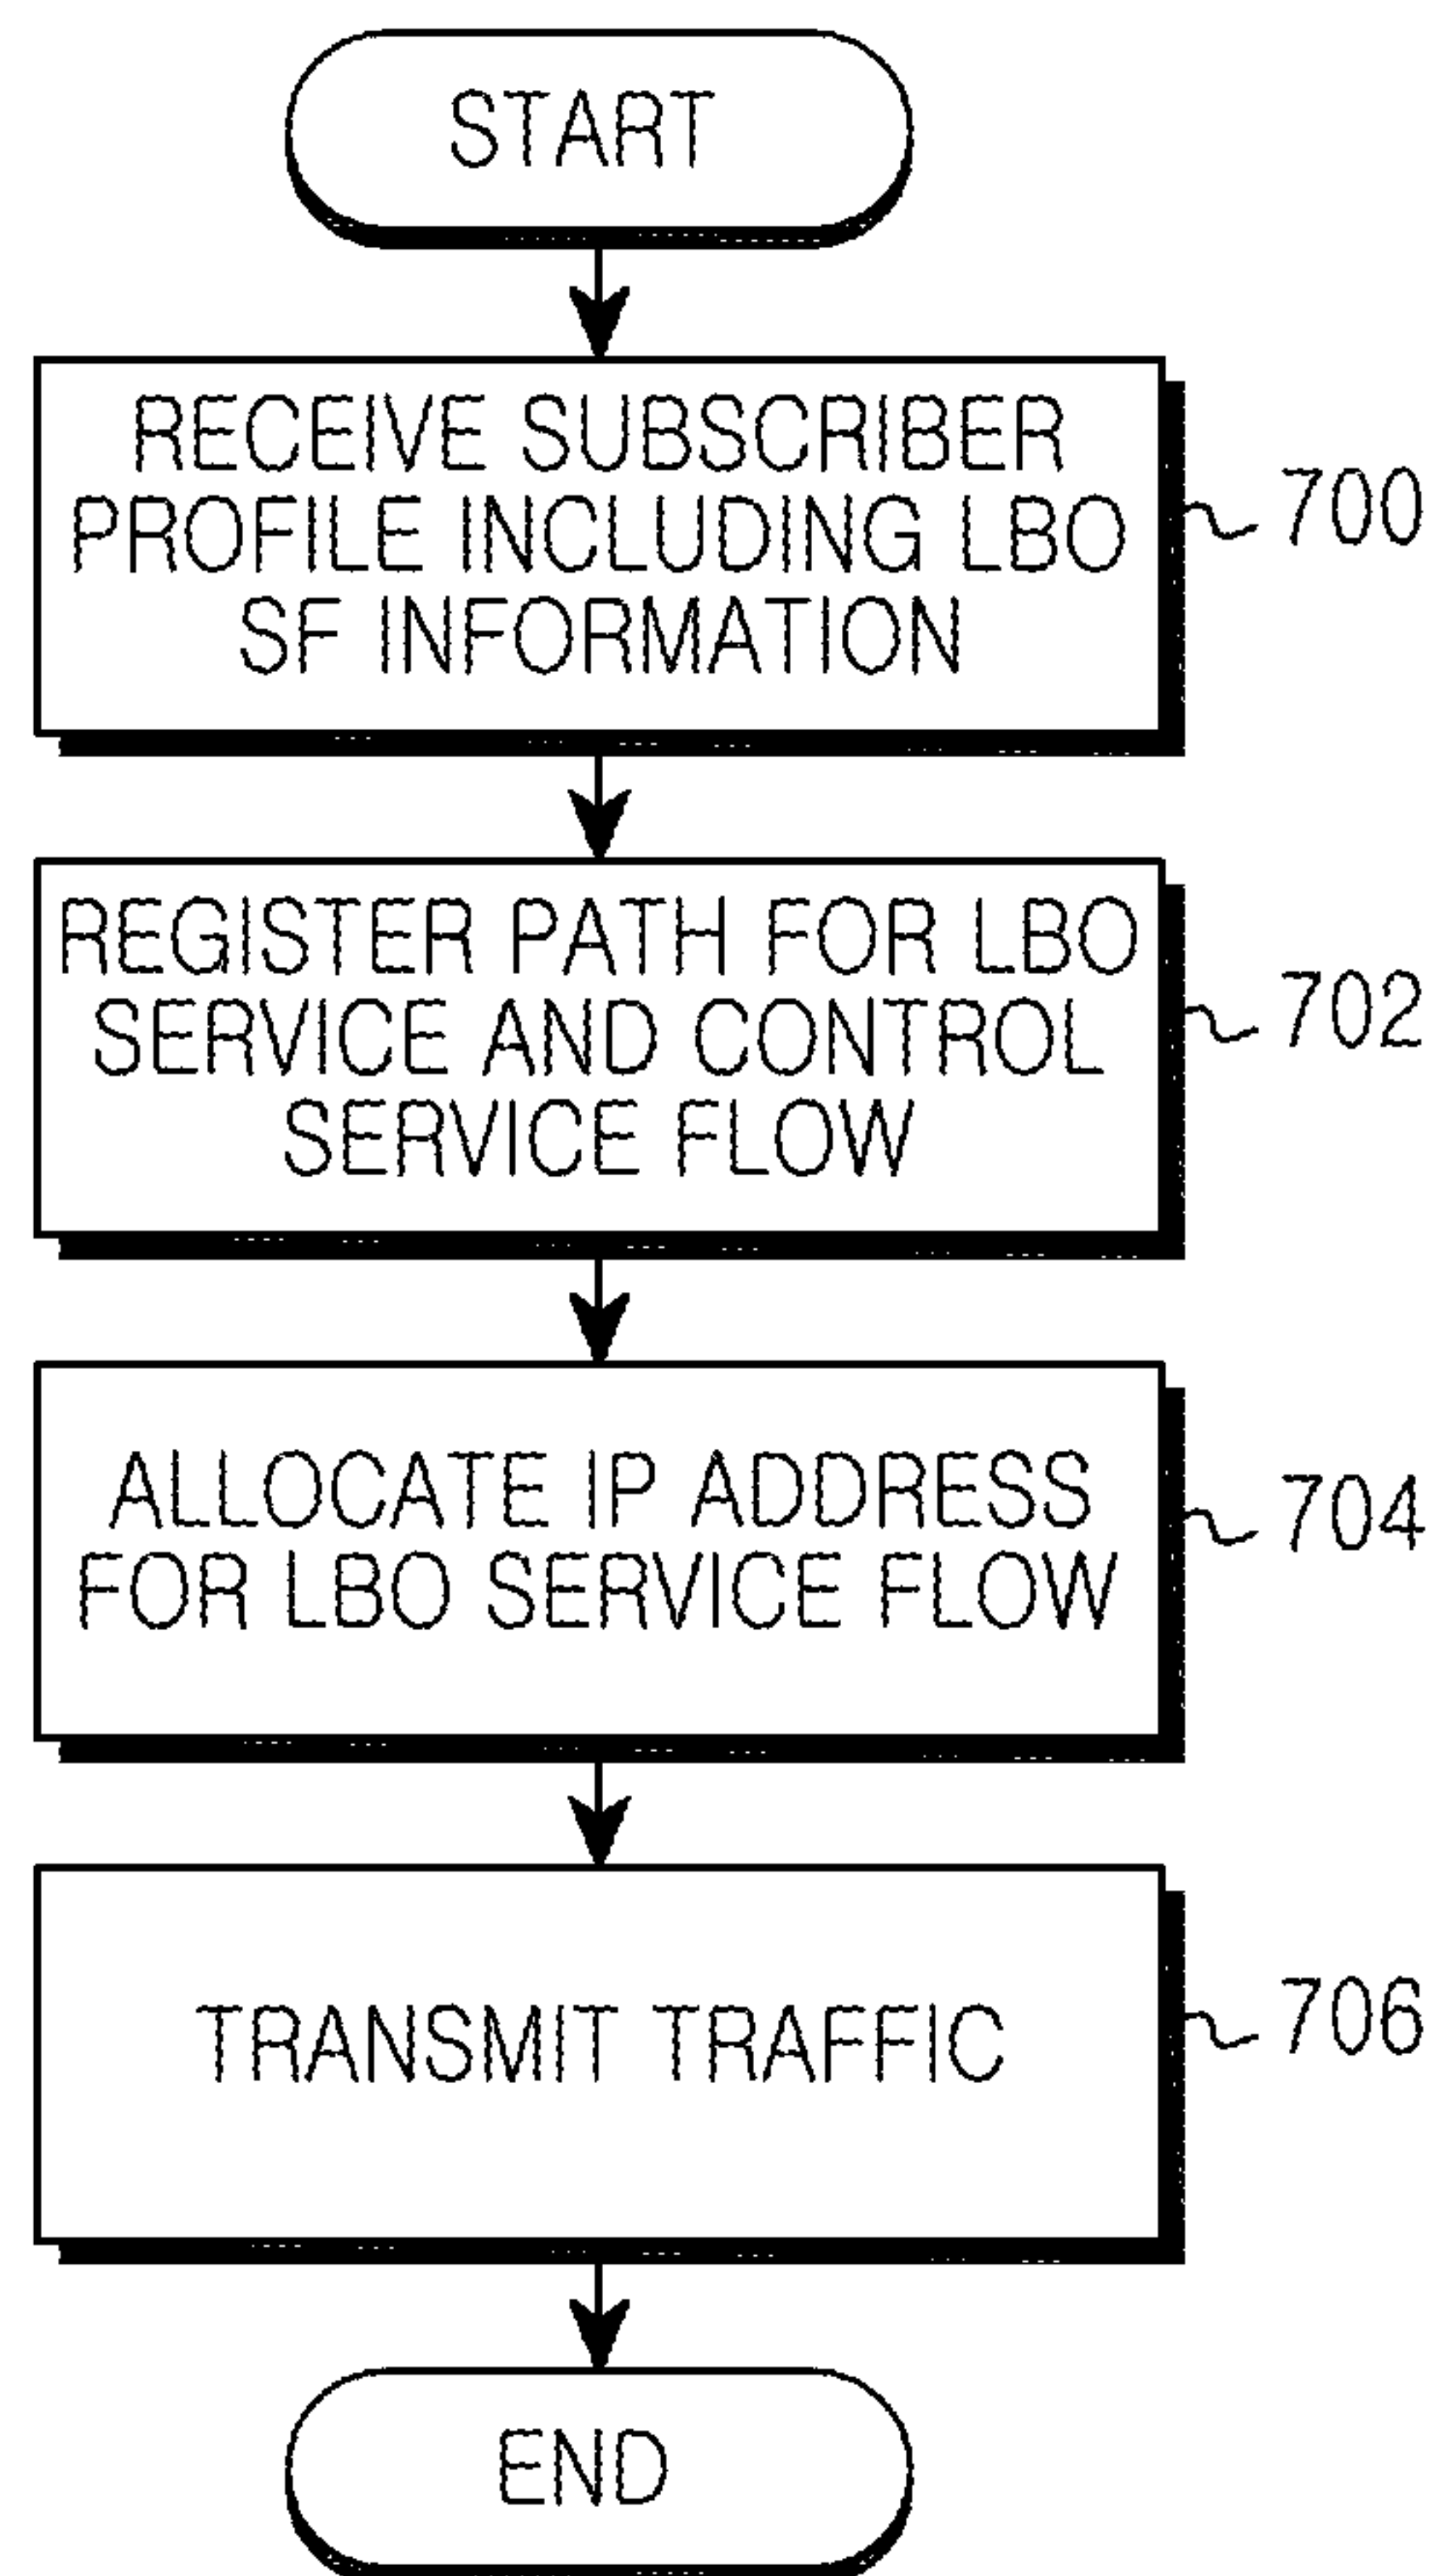 START
RECEIVE SUBSCRIBER
PROFILE INCLUDING LBO
SF INFORMATION
700
REGISTER PATH FOR LBO
SERVICE AND CONTROL
SERVICE FLOW
702
ALLOCATE IP ADDRESS
FOR LBO SERVICE FLOW
704
TRANSMIT TRAFFIC
706
END